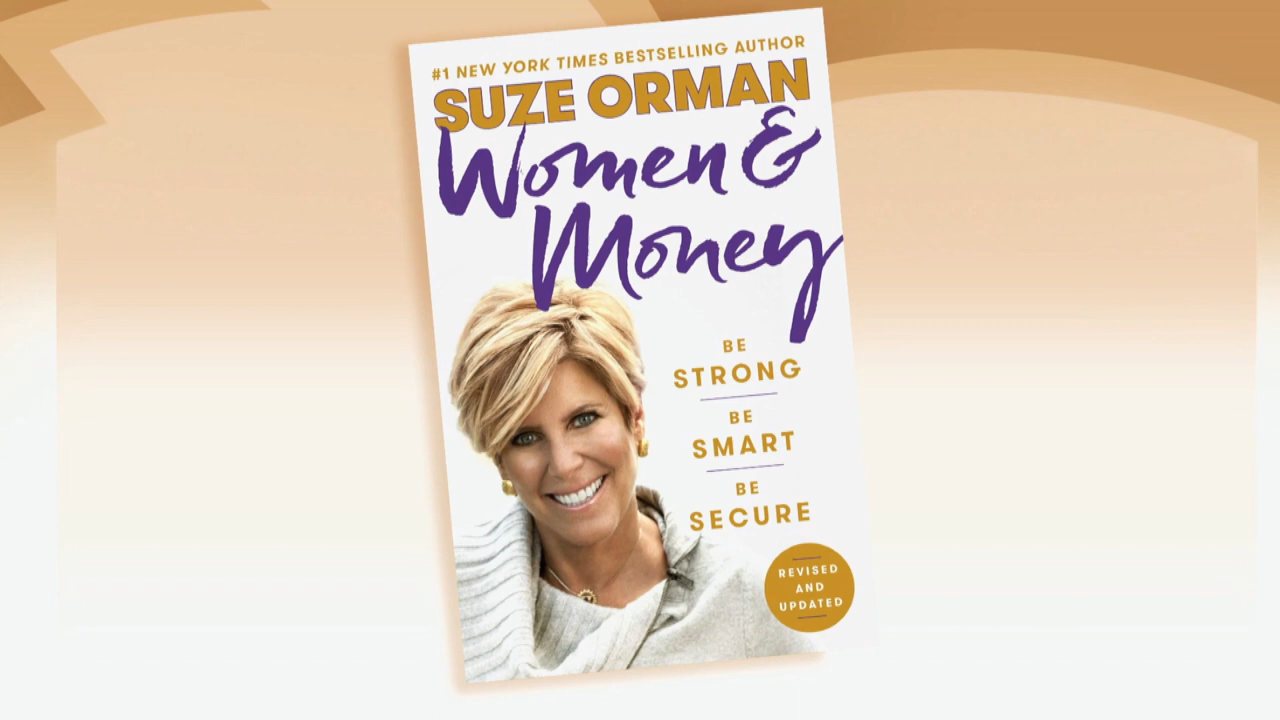 #1 NEW YORK TIMES BESTSELLING AUTHOR
SUZE ORMAN
Women &
Money
BE
STRONG
BE
SMART
BE
SECURE
REVISED
AND
UPDATED